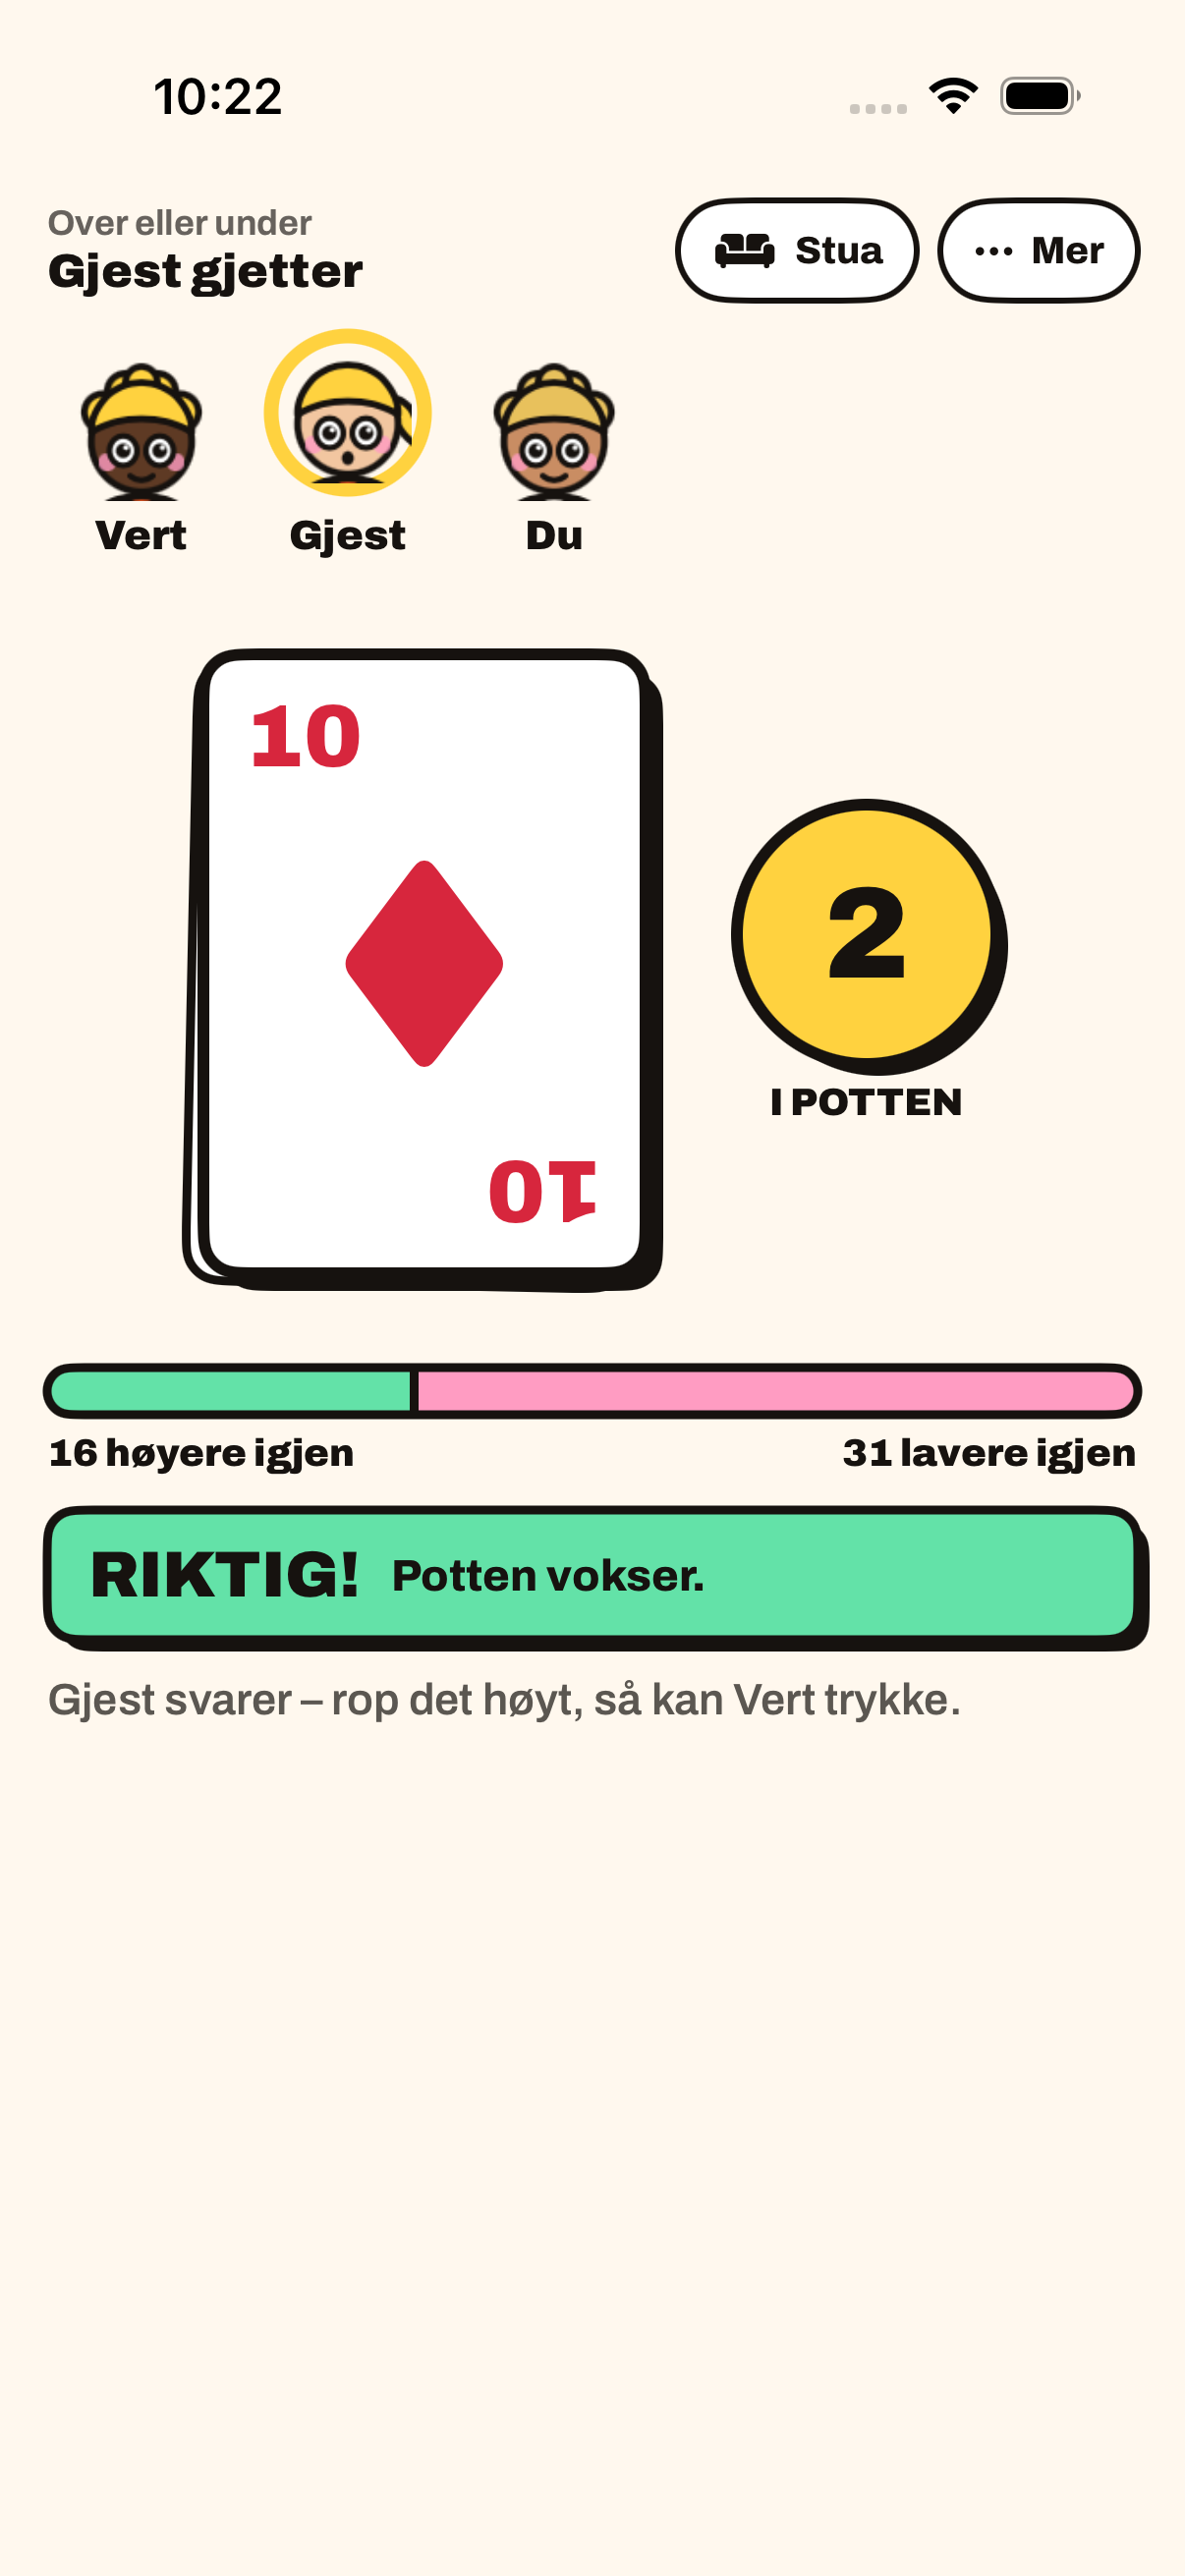 10:22
Over eller under
Gjest gjetter
Stua
Mer
Vert
Gjest
Du
10
2
I POTTEN
10
16 høyere igjen
31 lavere igjen
RIKTIG! Potten vokser.
Gjest svarer – rop det høyt, så kan Vert trykke.